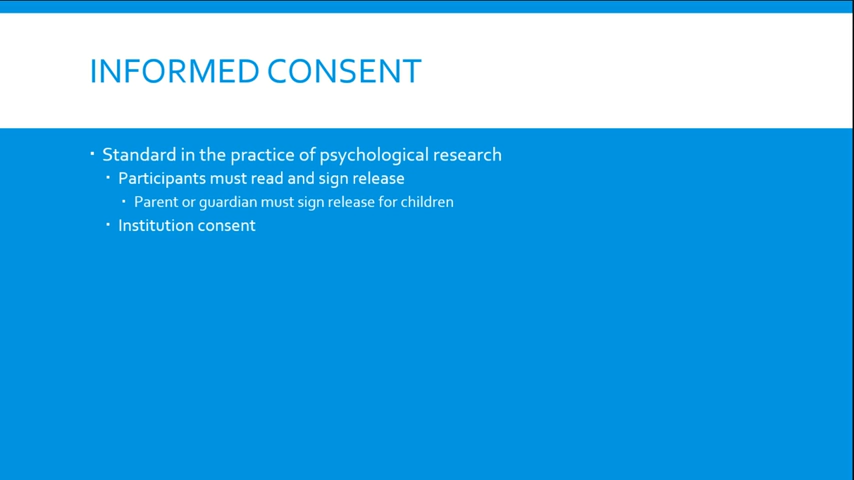 INFORMED CONSENT
▪ Standard in the practice of psychological research
▪ Participants must read and sign release
▪ Parent or guardian must sign release for children
▪ Institution consent